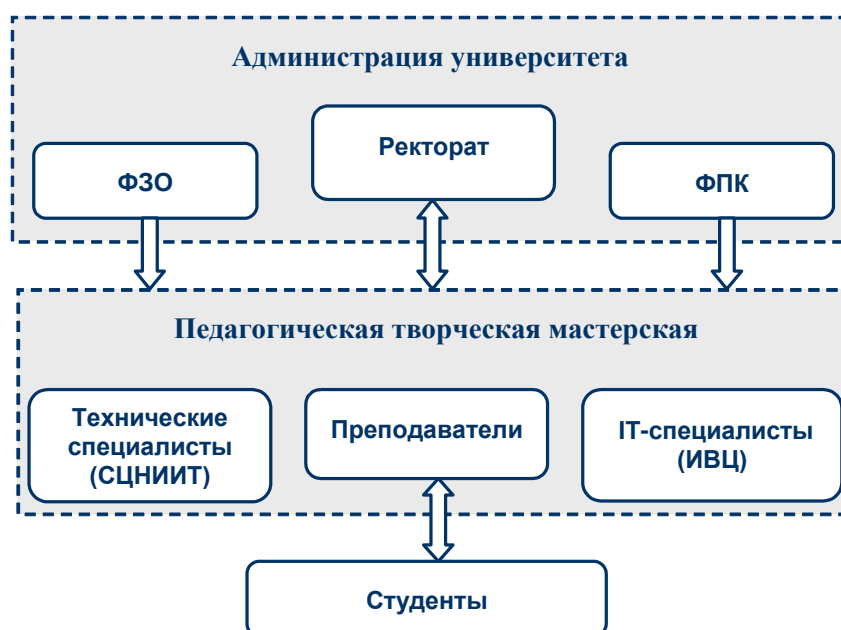 Администрация университета
ФЗО
Ректорат
ФПК
Педагогическая творческая мастерская
Технические
специалисты
(СЦНИИТ)
Преподаватели
IT-специалисты
(ИВЦ)
Студенты